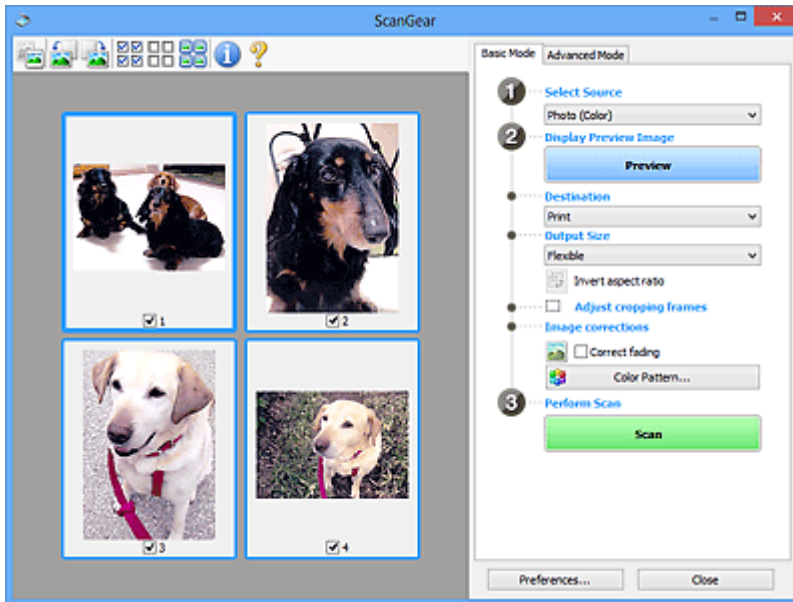 ScanGear
Basic Mode
Advanced Mode
1 Select Source
Photo (Color)
2 Display Preview Image
Preview
Destination
Print
Output Size
Flexible
Invert aspect ratio
Adjust cropping frames
Image corrections
Correct fading
Color Pattern...
3 Perform Scan
Scan
1
2
3
4
Preferences...
Close